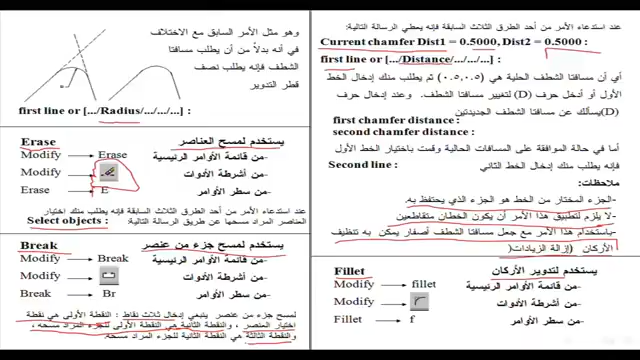 عند استدعاء الأمر من أحد الطرق الثلاث السابقة فإنه يعطي الرسالة التالية:
Current chamfer Dist1 = 0.5000, Dist2 = 0.5000 :
first line or [.../Distance/.../.../...] :
أي أن مسافتا الشطف الحالية هي (٠.٥,٠.٥) ثم يطلب منك إدخال الخط
الأول أو أدخل حرف (D) لتغيير مسافتا الشطف. وعند إدخال حرف
(D) يسألك عن مسافتا الشطف الجديدتين
first chamfer distance:
second chamfer distance:
أما في حالة الموافقة على المسافات الحالية وقمت باختيار الخط الأول
فإنه يطلب منك إدخال الخط الثاني Second line:
ملاحظات:
الجزء المختار من الخط هو الجزء الذي يحتفظ به.
لا يلزم لتطبيق هذا الأمر أن يكون الخطان متقاطعين
باستخدام هذا الأمر مع جعل مسافتا الشطف أصفار يمكن به تنظيف
الأركان (إزالة الزيادات)
Fillet يستخدم لتدوير الأركان
Modify fillet -من قائمة الأوامر الرئيسية
Modify -من أشرطة الأدوات
Fillet f -من سطر الأوامر
وهو مثل الأمر السابق مع الاختلاف
في أنه بدلاً من أن يطلب مسافتا
الشطف فإنه يطلب نصف
قطر التدوير
first line or [.../Radius/.../.../...] :
Erase يستخدم لمسح العناصر
Modify Erase -من قائمة الأوامر الرئيسية
Modify -من أشرطة الأدوات
Erase E -من سطر الأوامر
عند استدعاء الأمر من أحد الطرق الثلاث السابقة فإنه يطلب منك اختيار
العناصر المراد مسحها عن طريق الرسالة التالية: Select objects:
Break يستخدم لمسح جزء من عنصر
Modify Break -من قائمة الأوامر الرئيسية
Modify -من أشرطة الأدوات
Break Br -من سطر الأوامر
لمسح جزء من عنصر ينبغي إدخال ثلاث نقاط : النقطة الأولى هي نقطة
اختيار العنصر , والنقطة الثانية هي النقطة الأولى للجزء المراد مسحه ,
والنقطة الثالثة هي النقطة الثانية للجزء المراد مسحه.